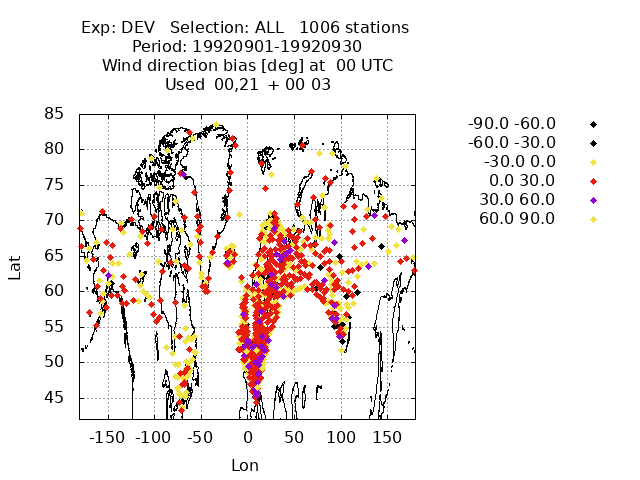 Exp: DEV   Selection: ALL   1006 stations
Period: 19920901-19920930
Wind direction bias [deg] at  00 UTC
Used  00,21  + 00 03
-90.0 -60.0
-60.0 -30.0
-30.0 0.0
0.0 30.0
30.0 60.0
60.0 90.0
85
80
75
70
65
60
55
50
45
Lat
-150 -100 -50 0 50 100 150
Lon